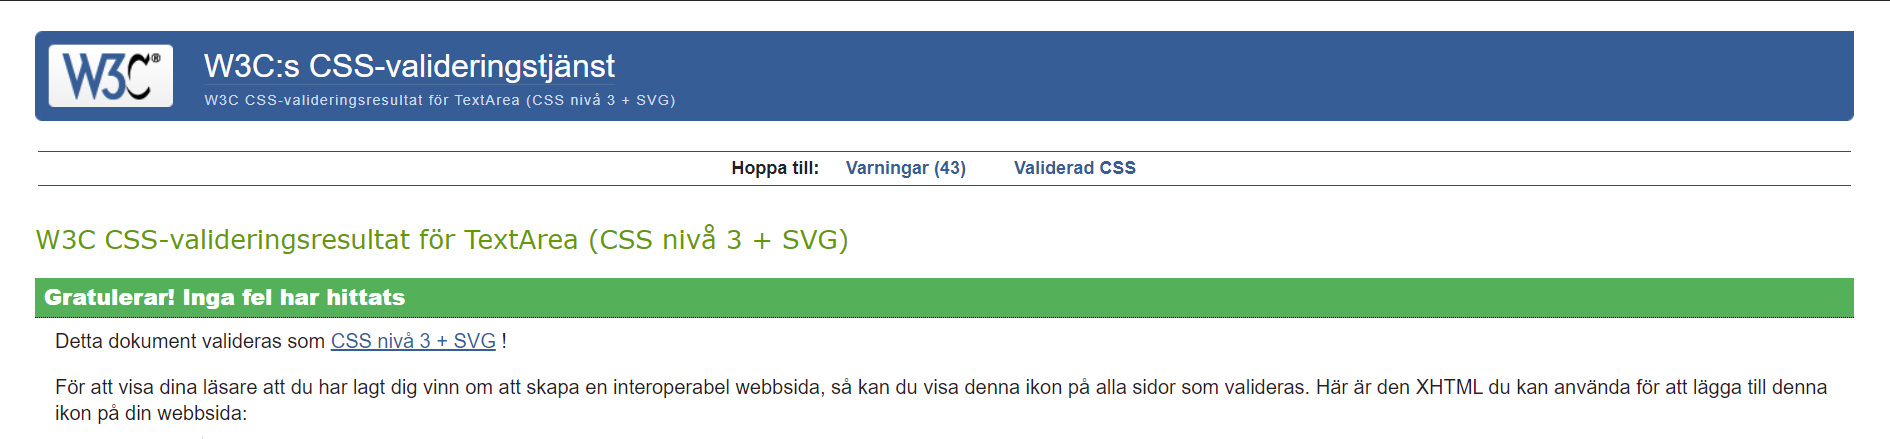 W3C®
W3C:s CSS-valideringstjänst
W3C CSS-valideringsresultat för TextArea (CSS nivå 3 + SVG)
Hoppa till: Varningar (43) Validerad CSS
W3C CSS-valideringsresultat för TextArea (CSS nivå 3 + SVG)
Gratulerar! Inga fel har hittats
Detta dokument valideras som CSS nivå 3 + SVG !
För att visa dina läsare att du har lagt dig vinn om att skapa en interoperabel webbsida, så kan du visa denna ikon på alla sidor som valideras. Här är den XHTML du kan använda för att lägga till denna
ikon på din webbsida: